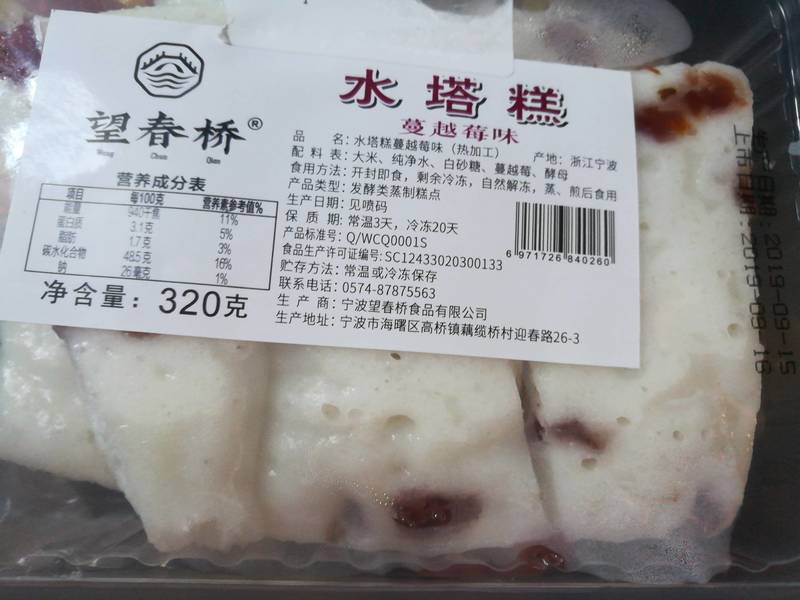 望春桥®
Wang Chun Qiao
营养成分表
项目 每100克 营养素参考值%
能量 940千焦 11%
蛋白质 3.1克 5%
脂肪 1.7克 3%
碳水化合物 48.5克 16%
钠 26毫克 1%
净含量：320克
水塔糕
蔓越莓味
品 名：水塔糕蔓越莓味（热加工） 产地：浙江宁波
配 料 表：大米、纯净水、白砂糖、蔓越莓、酵母
食用方法：开封即食，剩余冷冻，自然解冻，蒸、煎后食用
产品类型：发酵类蒸制糕点
生产日期：见喷码
保 质 期：常温3天，冷冻20天
产品标准号：Q/WCQ0001S
食品生产许可证编号：SC12433020300133
贮存方法：常温或冷冻保存
联系电话：0574-87875563
生 产 商：宁波望春桥食品有限公司
生产地址：宁波市海曙区高桥镇藕缆桥村迎春路26-3
6971726840260
生产日期：2019-09-15
上市日期：2019-09-16